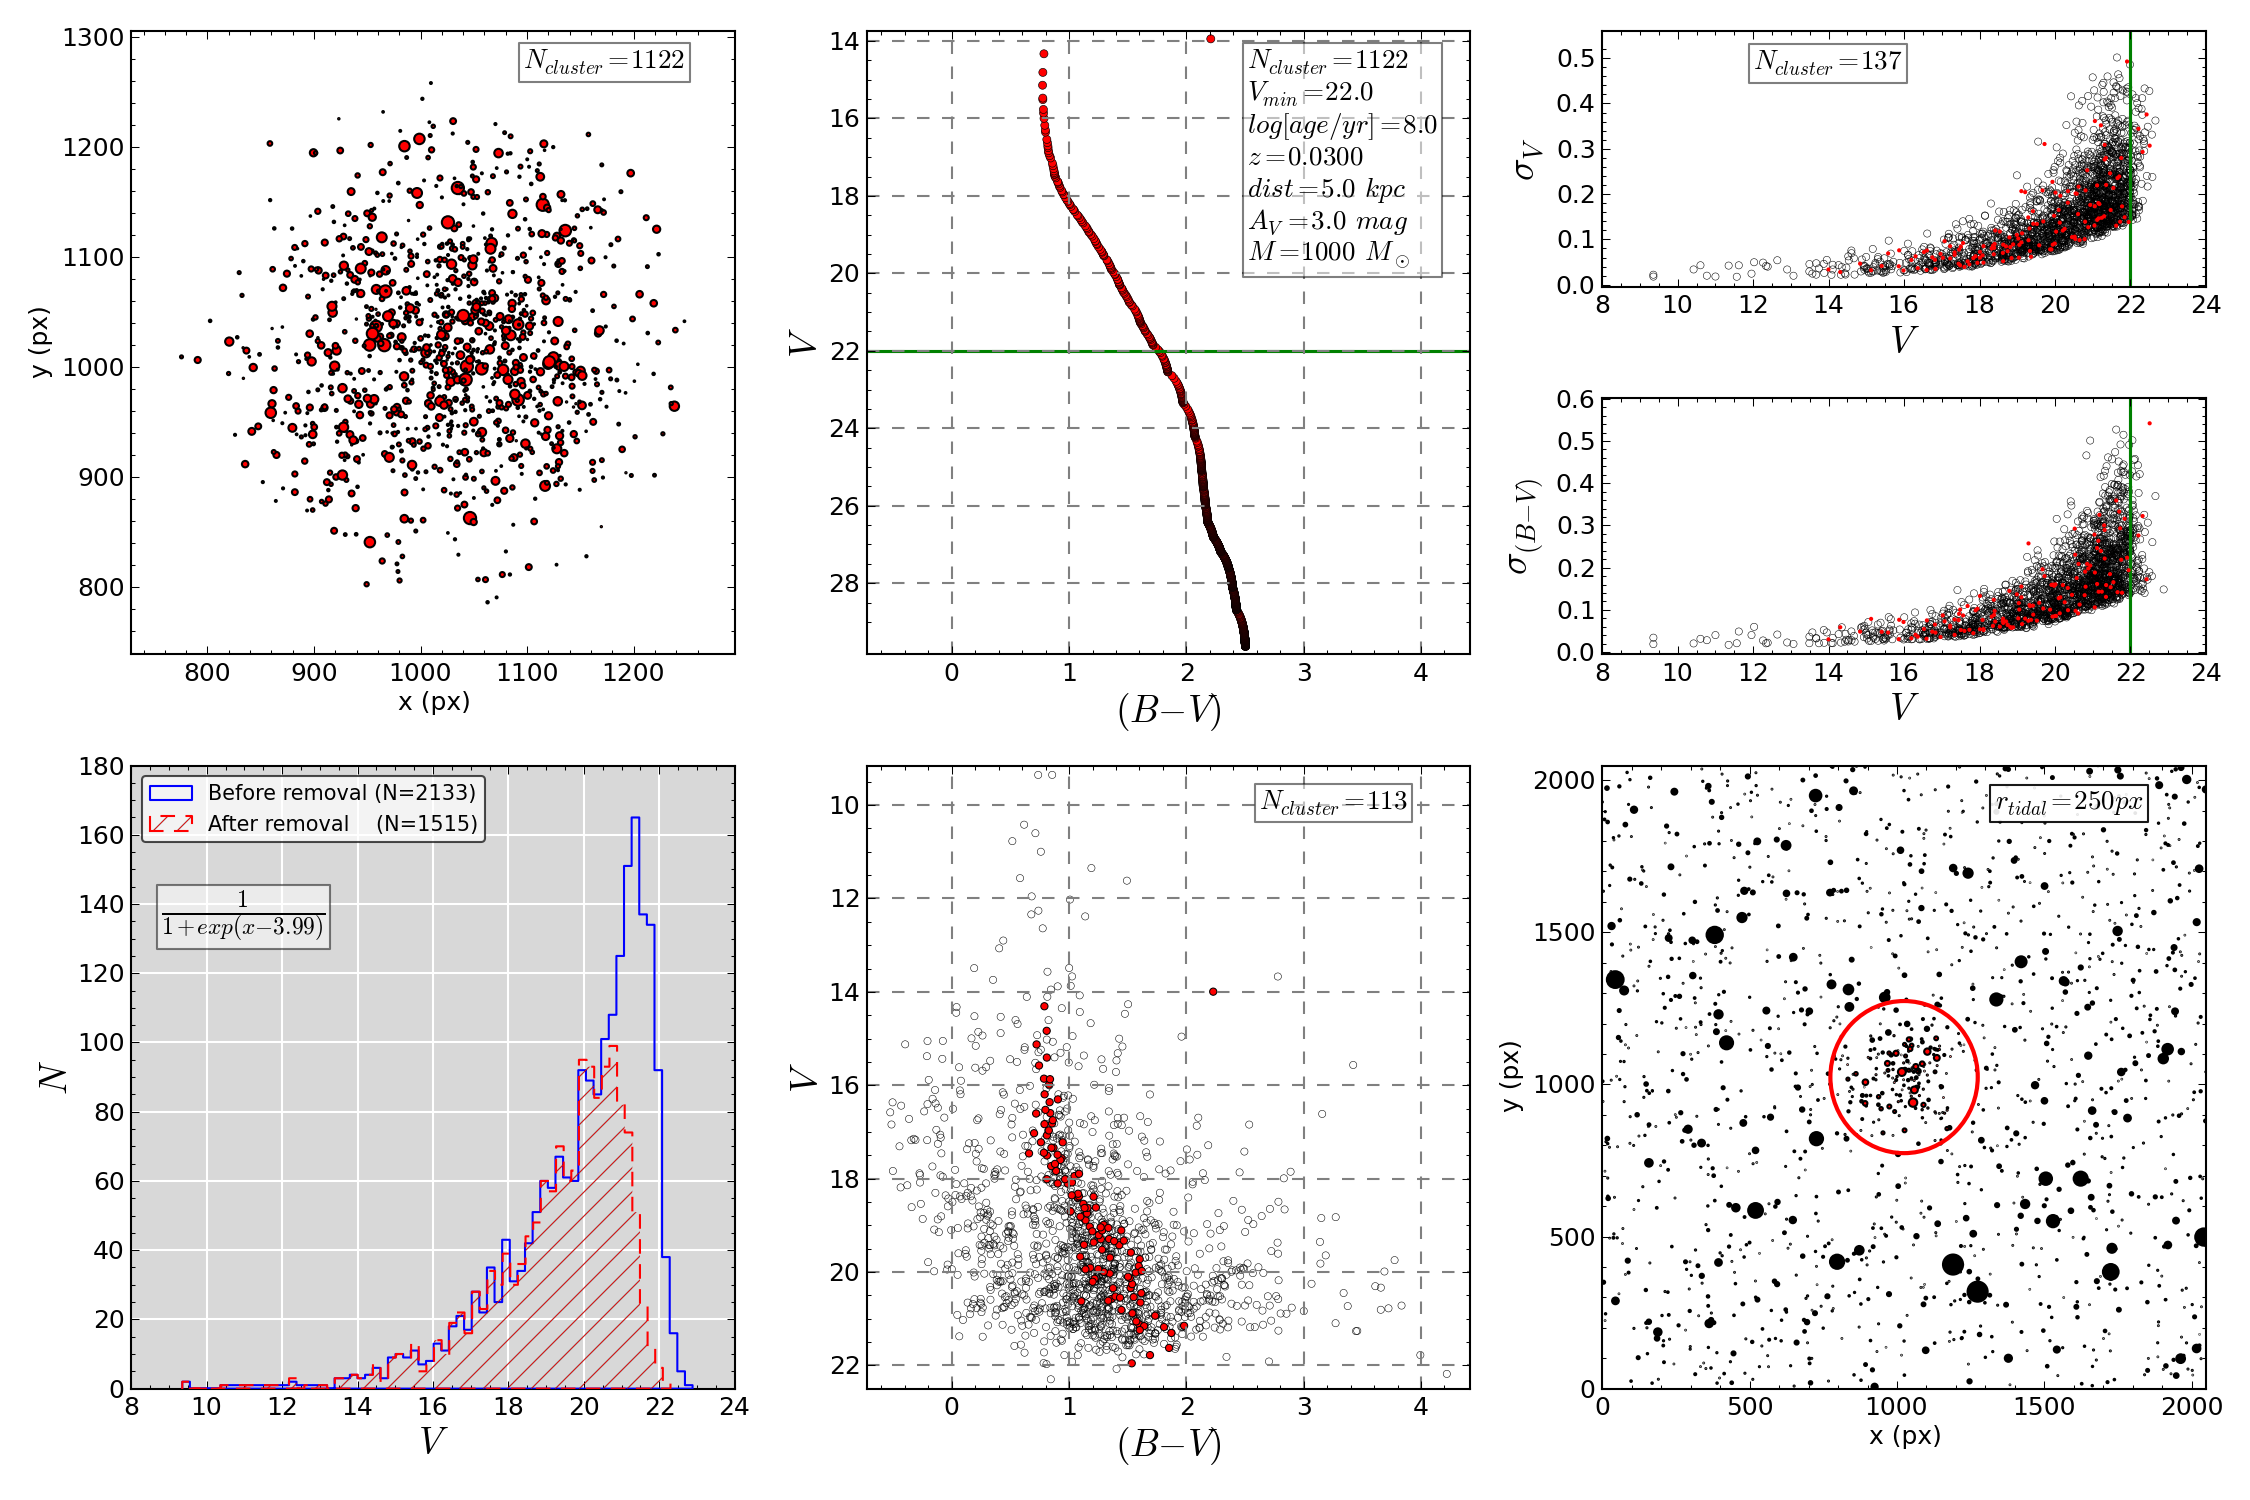 N_cluster=1122
1300
1200
1100
1000
900
800
y (px)
800 900 1000 1100 1200
x (px)
N_cluster=1122
V_min=22.0
log[age/yr]=8.0
z=0.0300
dist=5.0 kpc
A_V=3.0 mag
M=1000 M_⊙
14
16
18
20
22
24
26
28
V
0 1 2 3 4
(B−V)
N_cluster=137
0.5
0.4
0.3
0.2
0.1
0.0
σ_V
8 10 12 14 16 18 20 22 24
V
0.6
0.5
0.4
0.3
0.2
0.1
0.0
σ_(B−V)
8 10 12 14 16 18 20 22 24
V
Before removal (N=2133)
After removal (N=1515)
1
1+exp(x−3.99)
180
160
140
120
100
80
60
40
20
0
N
8 10 12 14 16 18 20 22 24
V
N_cluster=113
10
12
14
16
18
20
22
V
0 1 2 3 4
(B−V)
r_tidal=250px
2000
1500
1000
500
0
y (px)
0 500 1000 1500 2000
x (px)